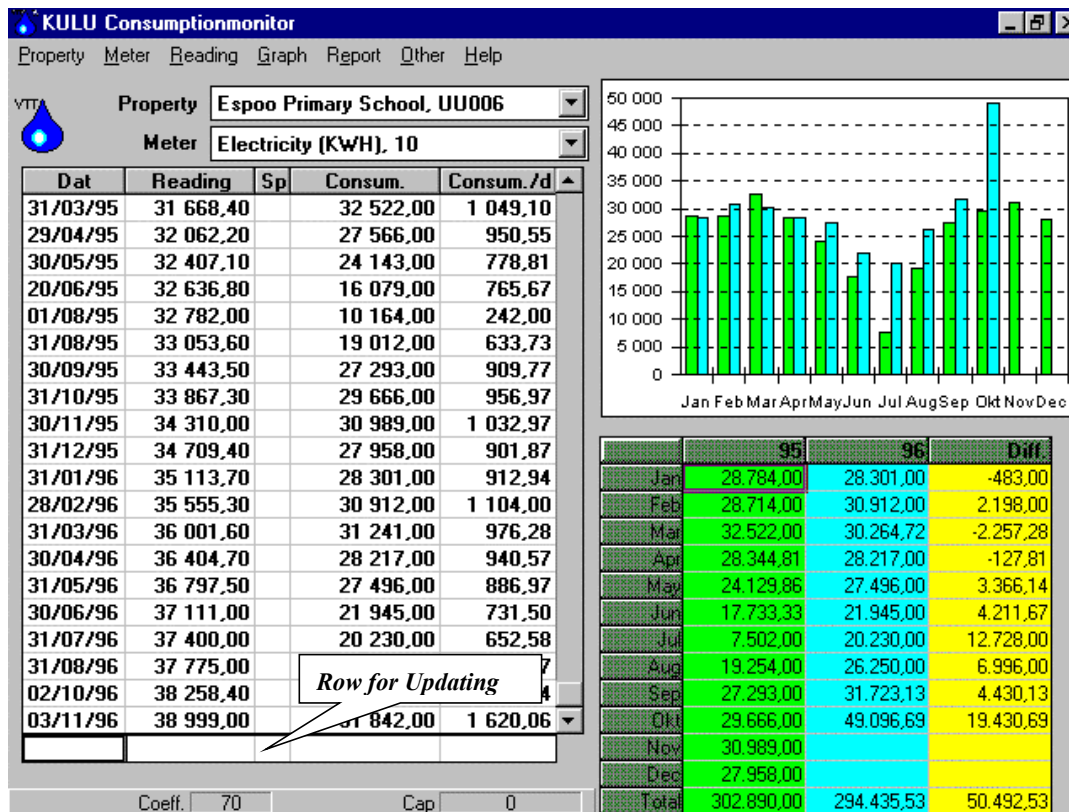 KULU Consumptionmonitor
Property Meter Reading Graph Report Other Help
VTT
Property Espoo Primary School, UU006
Meter Electricity (KWH), 10
Dat Reading Sp Consum. Consum./d
31/03/95 31 668,40 32 522,00 1 049,10
29/04/95 32 062,20 27 566,00 950,55
30/05/95 32 407,10 24 143,00 778,81
20/06/95 32 636,80 16 079,00 765,67
01/08/95 32 782,00 10 164,00 242,00
31/08/95 33 053,60 19 012,00 633,73
30/09/95 33 443,50 27 293,00 909,77
31/10/95 33 867,30 29 666,00 956,97
30/11/95 34 310,00 30 989,00 1 032,97
31/12/95 34 709,40 27 958,00 901,87
31/01/96 35 113,70 28 301,00 912,94
28/02/96 35 555,30 30 912,00 1 104,00
31/03/96 36 001,60 31 241,00 976,28
30/04/96 36 404,70 28 217,00 940,57
31/05/96 36 797,50 27 496,00 886,97
30/06/96 37 111,00 21 945,00 731,50
31/07/96 37 400,00 20 230,00 652,58
31/08/96 37 775,00 7
02/10/96 38 258,40 4
03/11/96 38 999,00 51 842,00 1 620,06
Row for Updating
Coeff. 70 Cap 0
50 000
45 000
40 000
35 000
30 000
25 000
20 000
15 000
10 000
5 000
0
Jan Feb Mar Apr May Jun Jul Aug Sep Okt Nov Dec
95 96 Diff.
Jan 28.784,00 28.301,00 -483,00
Feb 28.714,00 30.912,00 2.198,00
Mar 32.522,00 30.264,72 -2.257,28
Apr 28.344,81 28.217,00 -127,81
May 24.129,86 27.496,00 3.366,14
Jun 17.733,33 21.945,00 4.211,67
Jul 7.502,00 20.230,00 12.728,00
Aug 19.254,00 26.250,00 6.996,00
Sep 27.293,00 31.723,13 4.430,13
Okt 29.666,00 49.096,69 19.430,69
Nov 30.989,00
Dec 27.958,00
Total 302.890,00 294.435,53 50.492,53